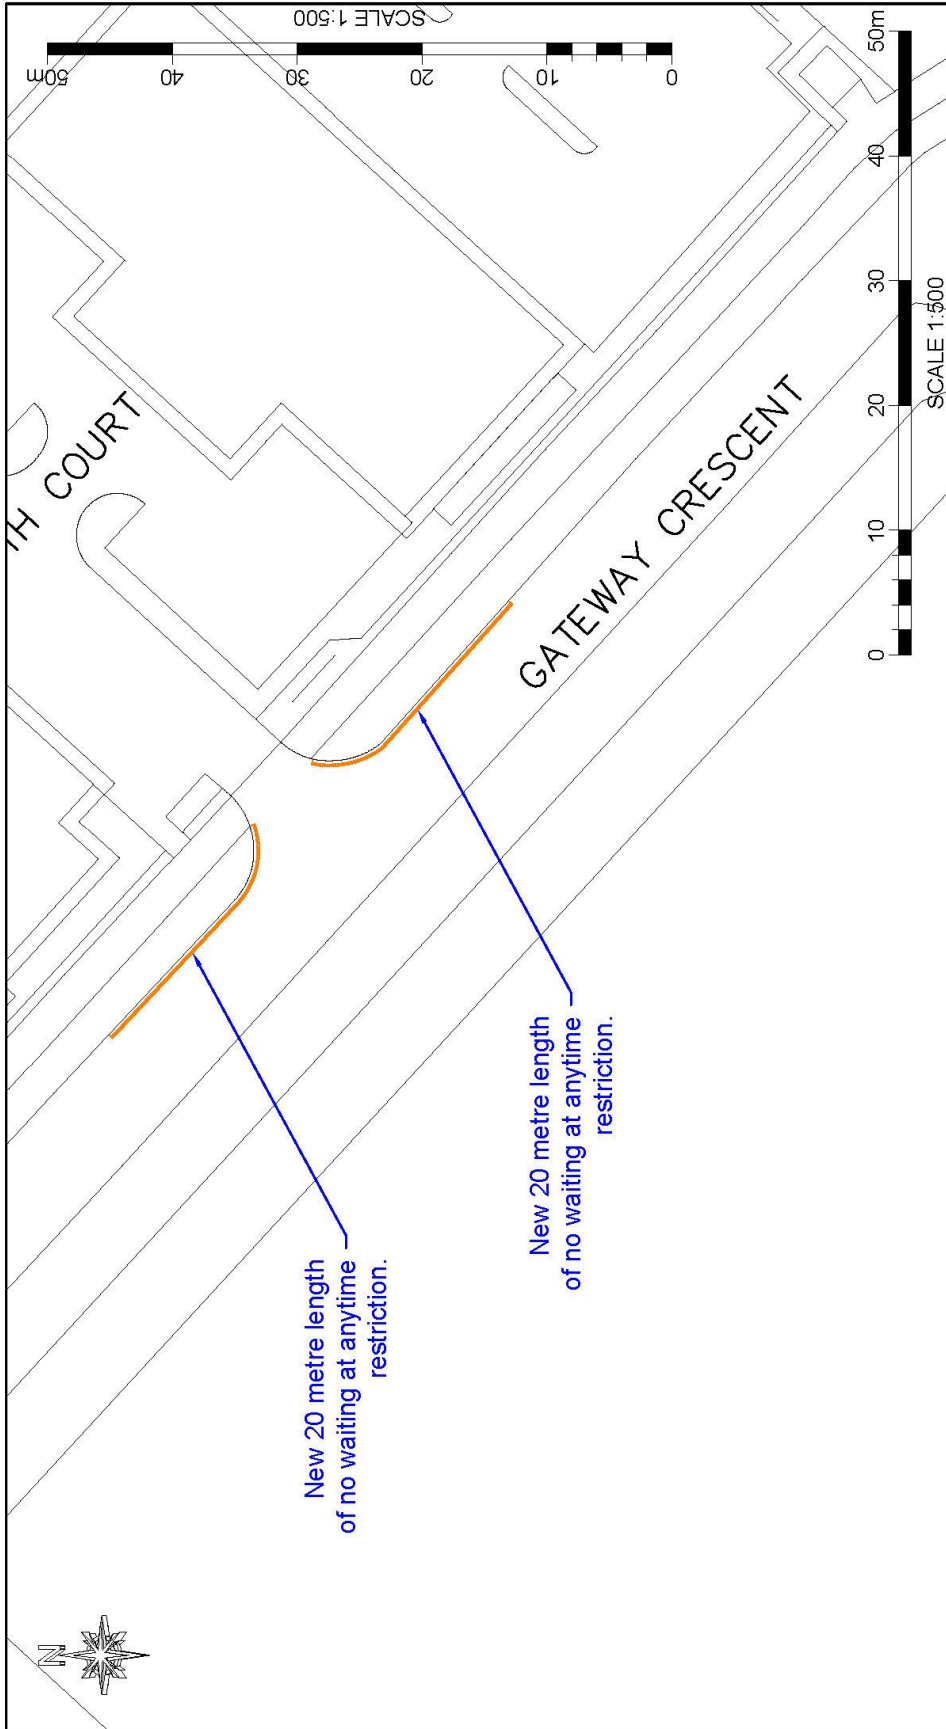 N
New 20 metre length
of no waiting at anytime
restriction.
New 20 metre length
of no waiting at anytime
restriction.
COURT
GATEWAY CRESCENT
0 10 20 30 40 50m
SCALE 1:500
0 10 20 30 40 50m
SCALE 1:500